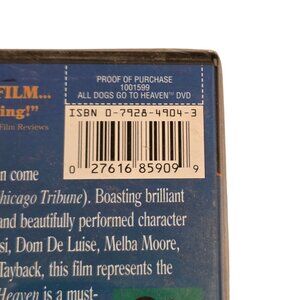 PROOF OF PURCHASE
1001599
ALL DOGS GO TO HEAVEN™ DVD
FILM...
ing!”
Film Reviews
ISBN 0-7928-4904-3
0 27616 85909 9
n come
hicago Tribune). Boasting brilliant
and beautifully performed character
si, Dom De Luise, Melba Moore,
Tayback, this film represents the
Heaven is a must-